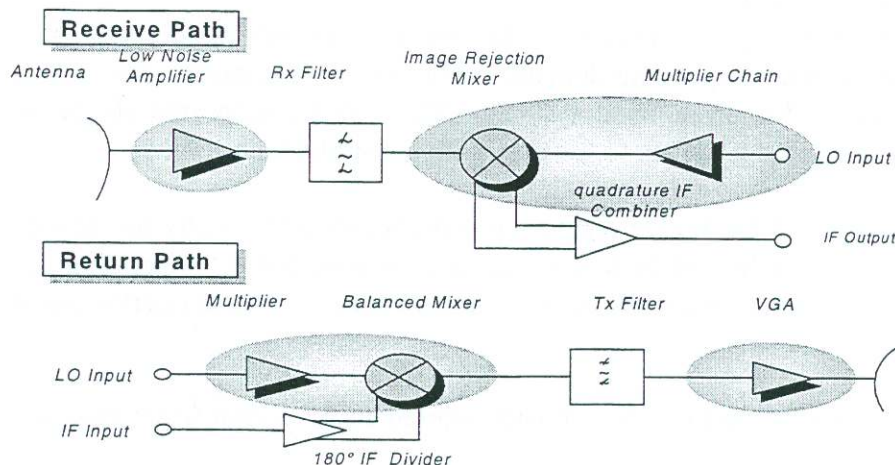 Receive Path
Low Noise
Amplifier
Antenna
Rx Filter
Image Rejection
Mixer
Multiplier Chain
LO Input
quadrature IF
Combiner
IF Output
Return Path
Multiplier
Balanced Mixer
Tx Filter
VGA
LO Input
IF Input
180° IF Divider